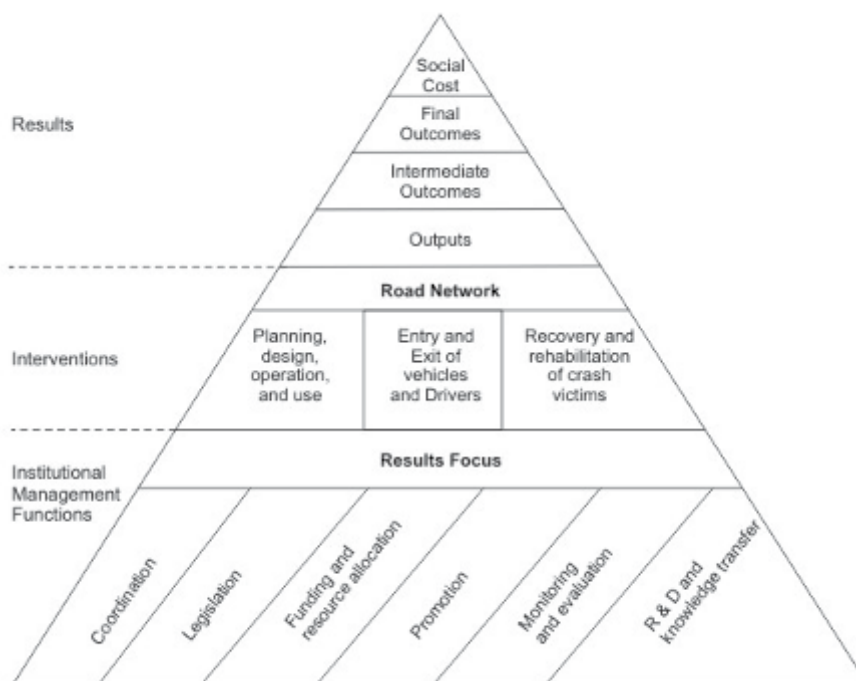 Social
Cost
Results
Final
Outcomes
Intermediate
Outcomes
Outputs
Road Network
Interventions
Planning,
design,
operation,
and use
Entry and
Exit of
vehicles
and Drivers
Recovery and
rehabilitation
of crash
victims
Institutional
Management
Functions
Results Focus
Coordination
Legislation
Funding and
resource allocation
Promotion
Monitoring
and evaluation
R & D and
knowledge transfer